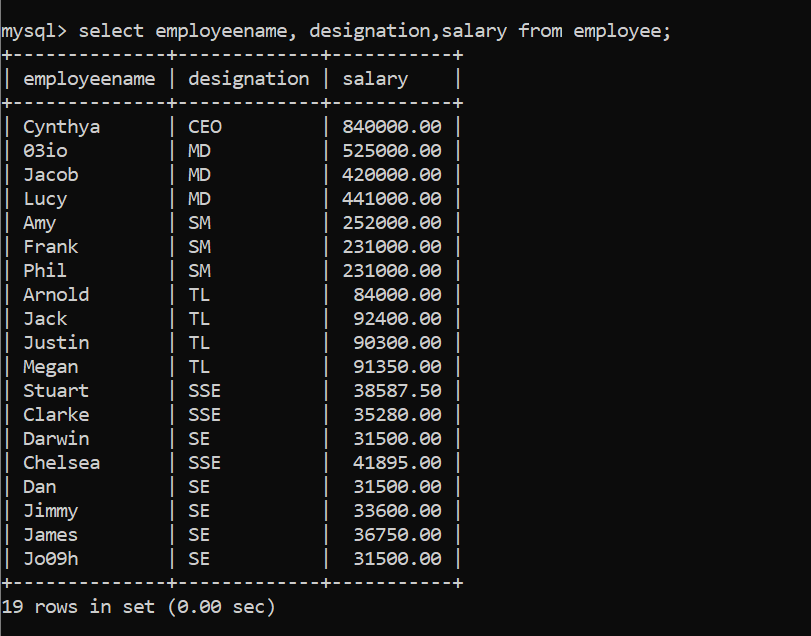 mysql> select employeename, designation,salary from employee;
+--------------+-------------+-----------+
| employeename | designation | salary    |
+--------------+-------------+-----------+
| Cynthya      | CEO         | 840000.00 |
| 03io         | MD          | 525000.00 |
| Jacob        | MD          | 420000.00 |
| Lucy         | MD          | 441000.00 |
| Amy          | SM          | 252000.00 |
| Frank        | SM          | 231000.00 |
| Phil         | SM          | 231000.00 |
| Arnold       | TL          |  84000.00 |
| Jack         | TL          |  92400.00 |
| Justin       | TL          |  90300.00 |
| Megan        | TL          |  91350.00 |
| Stuart       | SSE         |  38587.50 |
| Clarke       | SSE         |  35280.00 |
| Darwin       | SE          |  31500.00 |
| Chelsea      | SSE         |  41895.00 |
| Dan          | SE          |  31500.00 |
| Jimmy        | SE          |  33600.00 |
| James        | SE          |  36750.00 |
| Jo09h        | SE          |  31500.00 |
+--------------+-------------+-----------+
19 rows in set (0.00 sec)